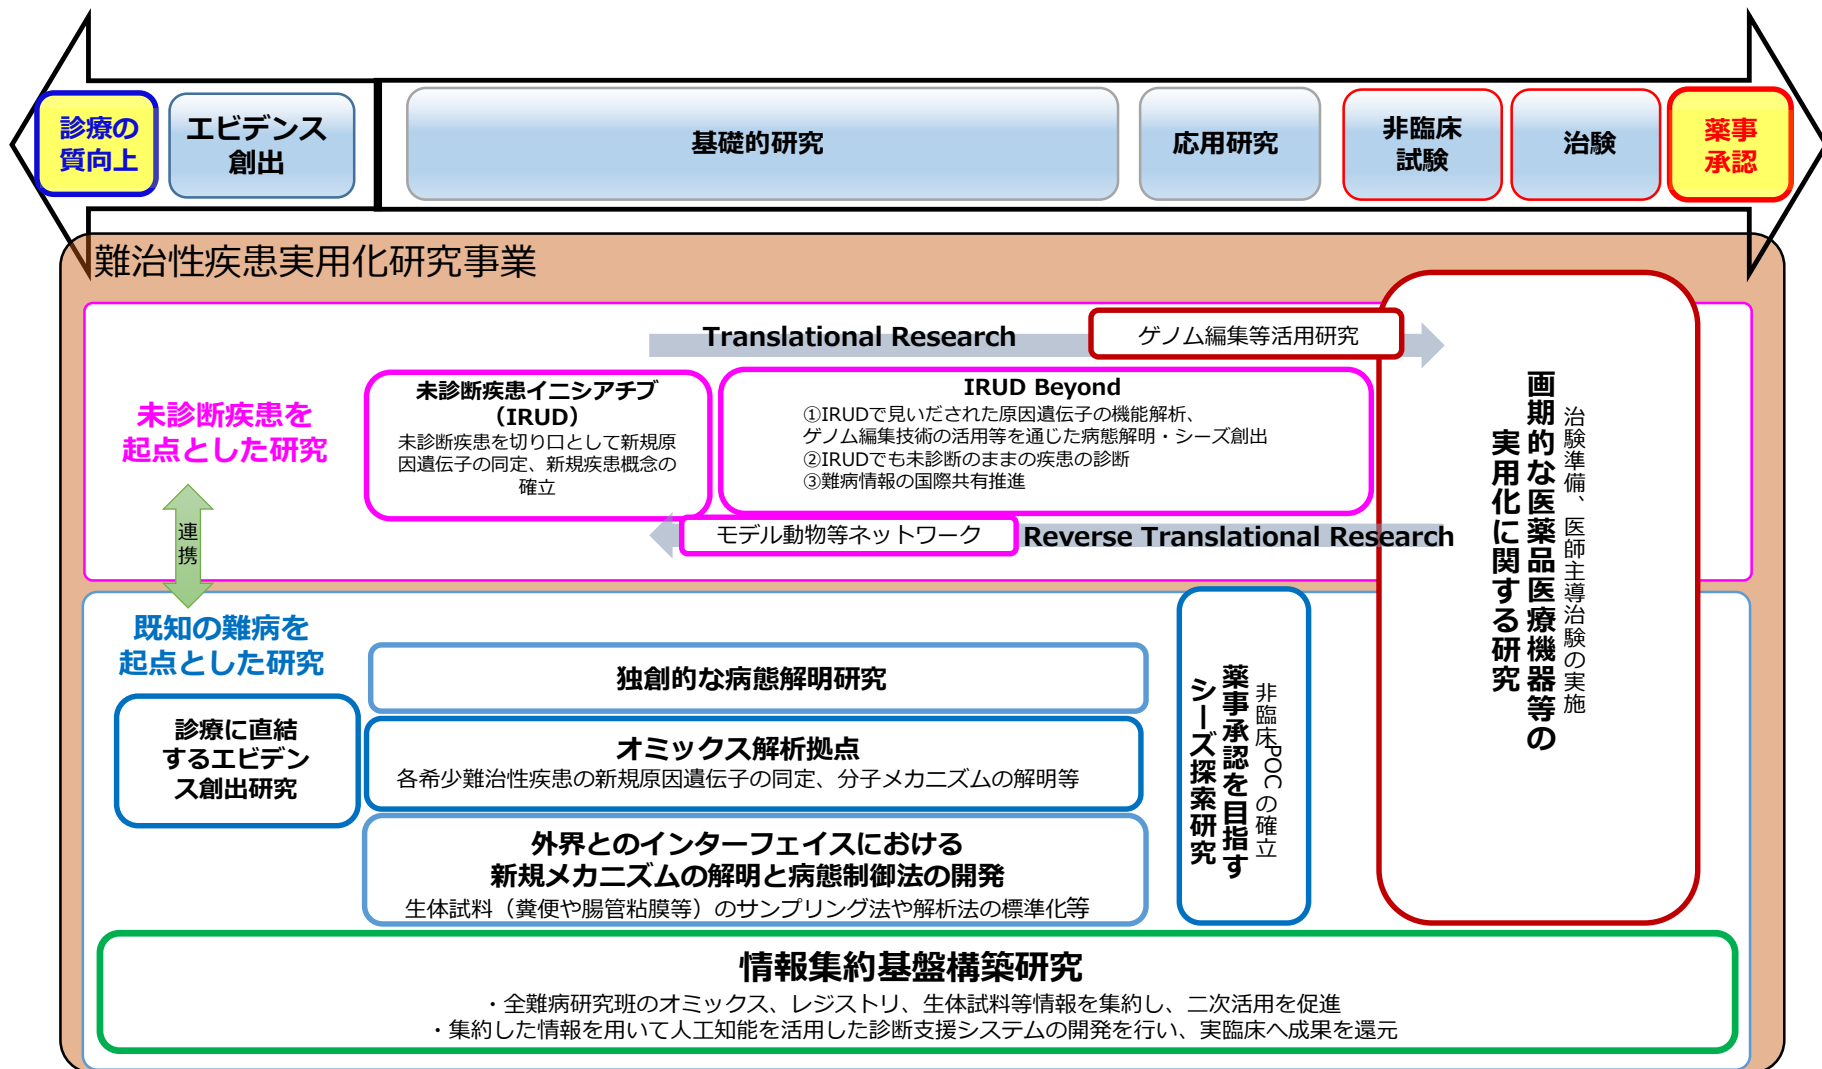 診療の
質向上
エビデンス
創出
基礎的研究
応用研究
非臨床
試験
治験
薬事
承認
難治性疾患実用化研究事業
Translational Research
ゲノム編集等活用研究
未診断疾患を
起点とした研究
未診断疾患イニシアチブ
（IRUD）
未診断疾患を切り口として新規原
因遺伝子の同定、新規疾患概念の
確立
IRUD Beyond
①IRUDで見いだされた原因遺伝子の機能解析、
ゲノム編集技術の活用等を通じた病態解明・シーズ創出
②IRUDでも未診断のままの疾患の診断
③難病情報の国際共有推進
モデル動物等ネットワーク
Reverse Translational Research
連携
治験準備、医師主導治験の実施
画期的な医薬品医療機器等の
実用化に関する研究
既知の難病を
起点とした研究
診療に直結
するエビデン
ス創出研究
独創的な病態解明研究
オミックス解析拠点
各希少難治性疾患の新規原因遺伝子の同定、分子メカニズムの解明等
外界とのインターフェイスにおける
新規メカニズムの解明と病態制御法の開発
生体試料（糞便や腸管粘膜等）のサンプリング法や解析法の標準化等
非臨床POCの確立
薬事承認を目指す
シーズ探索研究
情報集約基盤構築研究
・全難病研究班のオミックス、レジストリ、生体試料等情報を集約し、二次活用を促進
・集約した情報を用いて人工知能を活用した診断支援システムの開発を行い、実臨床へ成果を還元